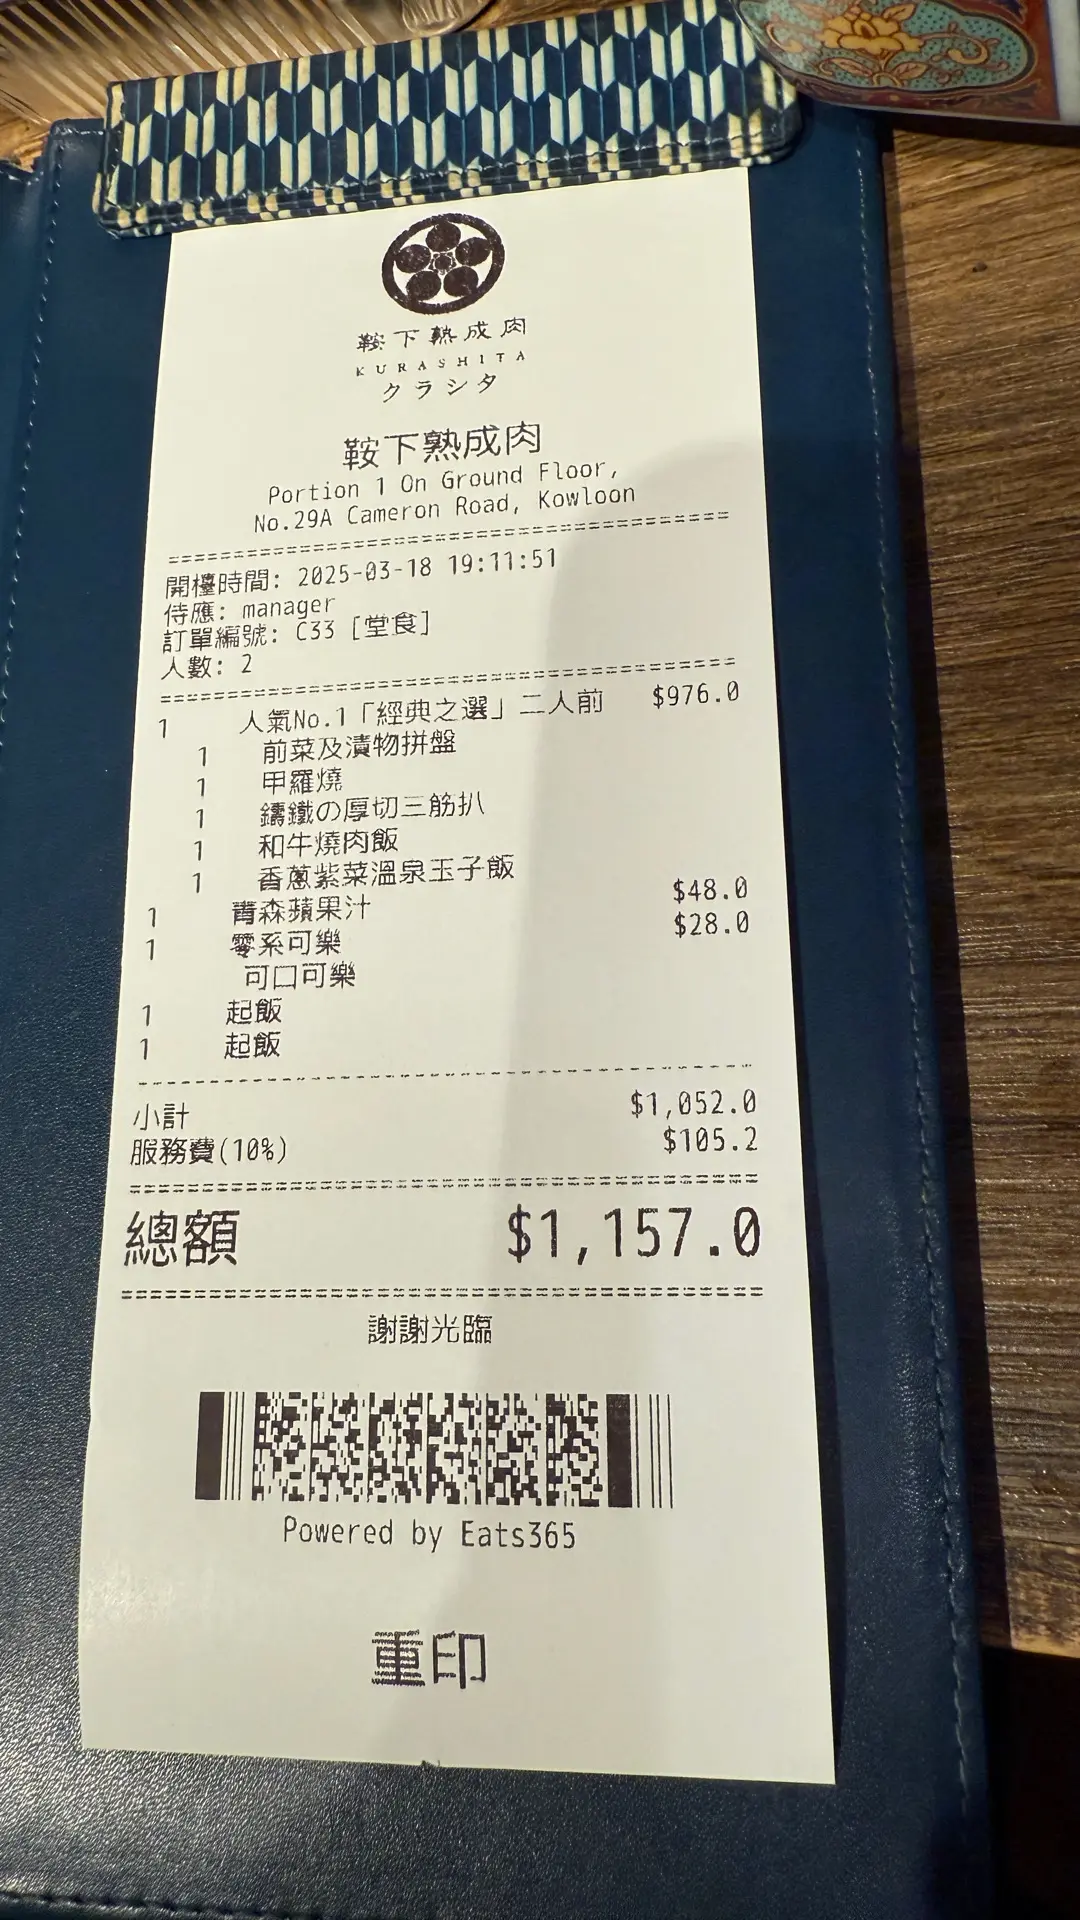 鞍下熟成肉
KURASHITA
クラシタ
鞍下熟成肉
Portion 1 On Ground Floor,
No.29A Cameron Road, Kowloon
開檯時間: 2025-03-18 19:11:51
侍應: manager
訂單編號: C33 [堂食]
人數: 2
1 人氣No.1「經典之選」二人前 $976.0
1 前菜及漬物拼盤
1 甲羅燒
1 鑄鐵の厚切三筋扒
1 和牛燒肉飯
1 香蔥紫菜溫泉玉子飯
1 青森蘋果汁 $48.0
1 零系可樂 $28.0
可口可樂
1 起飯
1 起飯
小計 $1,052.0
服務費(10%) $105.2
總額 $1,157.0
謝謝光臨
Powered by Eats365
重印